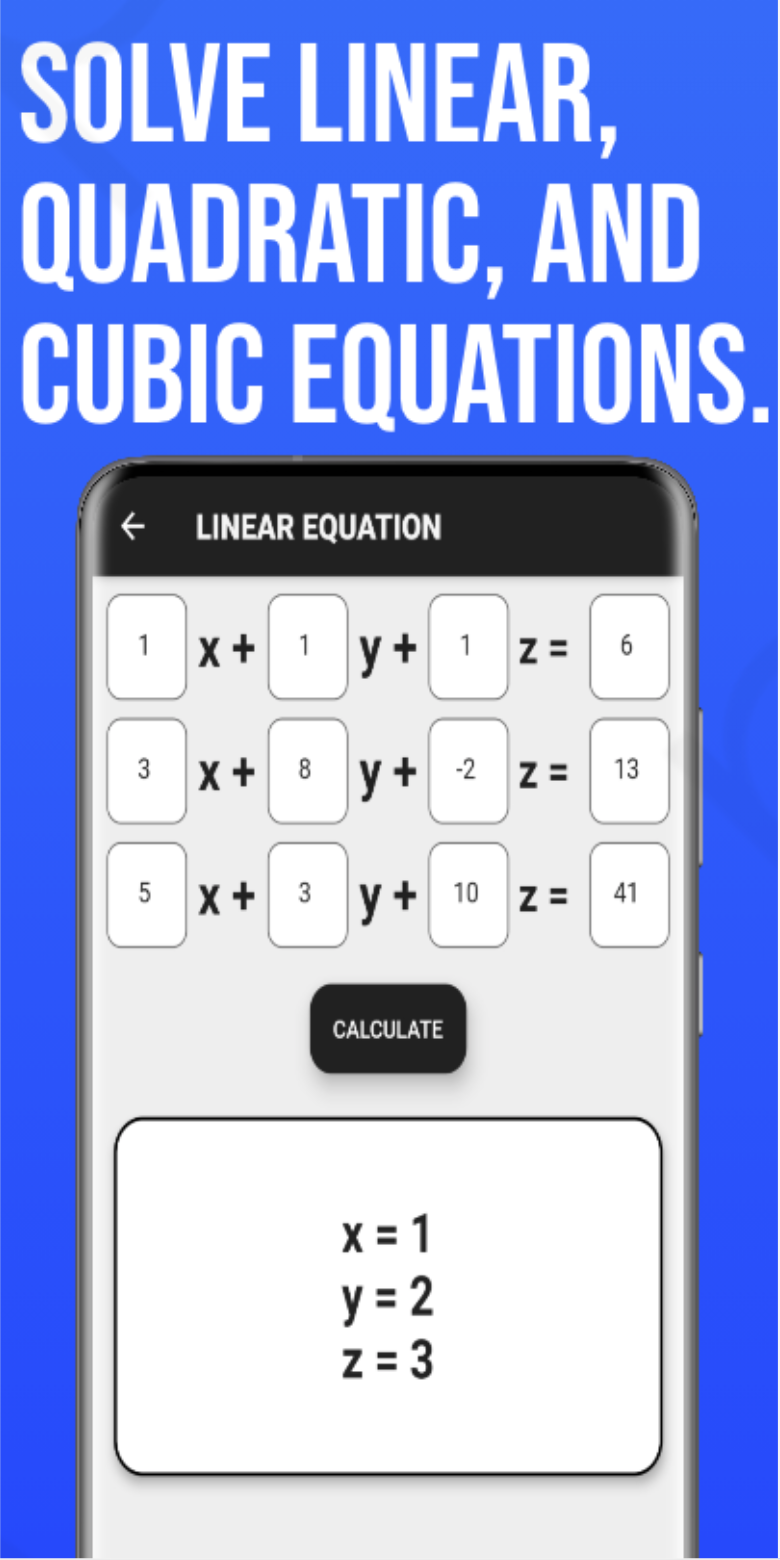 SOLVE LINEAR,
QUADRATIC, AND
CUBIC EQUATIONS.
LINEAR EQUATION
1 x + 1 y + 1 z = 6
3 x + 8 y + -2 z = 13
5 x + 3 y + 10 z = 41
CALCULATE
x = 1
y = 2
z = 3